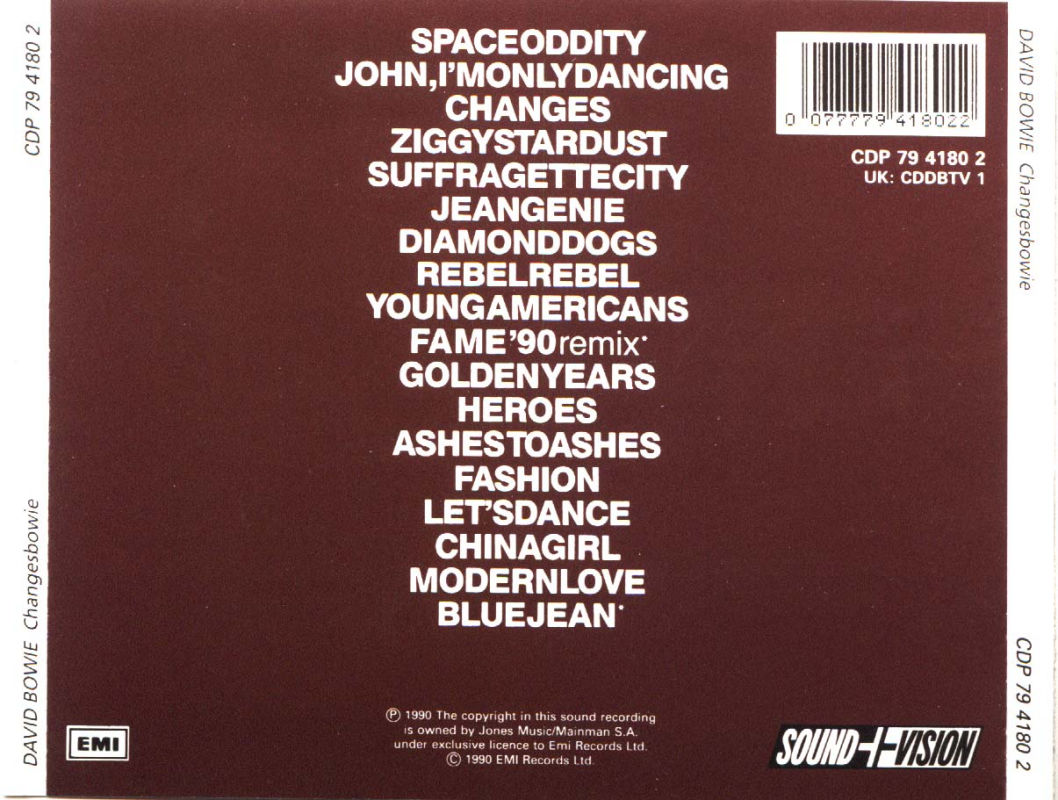 CDP 79 4180 2
DAVID BOWIE Changesbowie
SPACEODDITY
JOHN,I'MONLYDANCING
CHANGES
ZIGGYSTARDUST
SUFFRAGETTECITY
JEANGENIE
DIAMONDDOGS
REBELREBEL
YOUNGAMERICANS
FAME'90remix•
GOLDENYEARS
HEROES
ASHESTOASHES
FASHION
LET'SDANCE
CHINAGIRL
MODERNLOVE
BLUEJEAN•
0 077779 418022
CDP 79 4180 2
UK: CDDBTV 1
Ⓟ 1990 The copyright in this sound recording
is owned by Jones Music/Mainman S.A.
under exclusive licence to Emi Records Ltd.
© 1990 EMI Records Ltd.
EMI
SOUND+VISION
DAVID BOWIE Changesbowie
CDP 79 4180 2